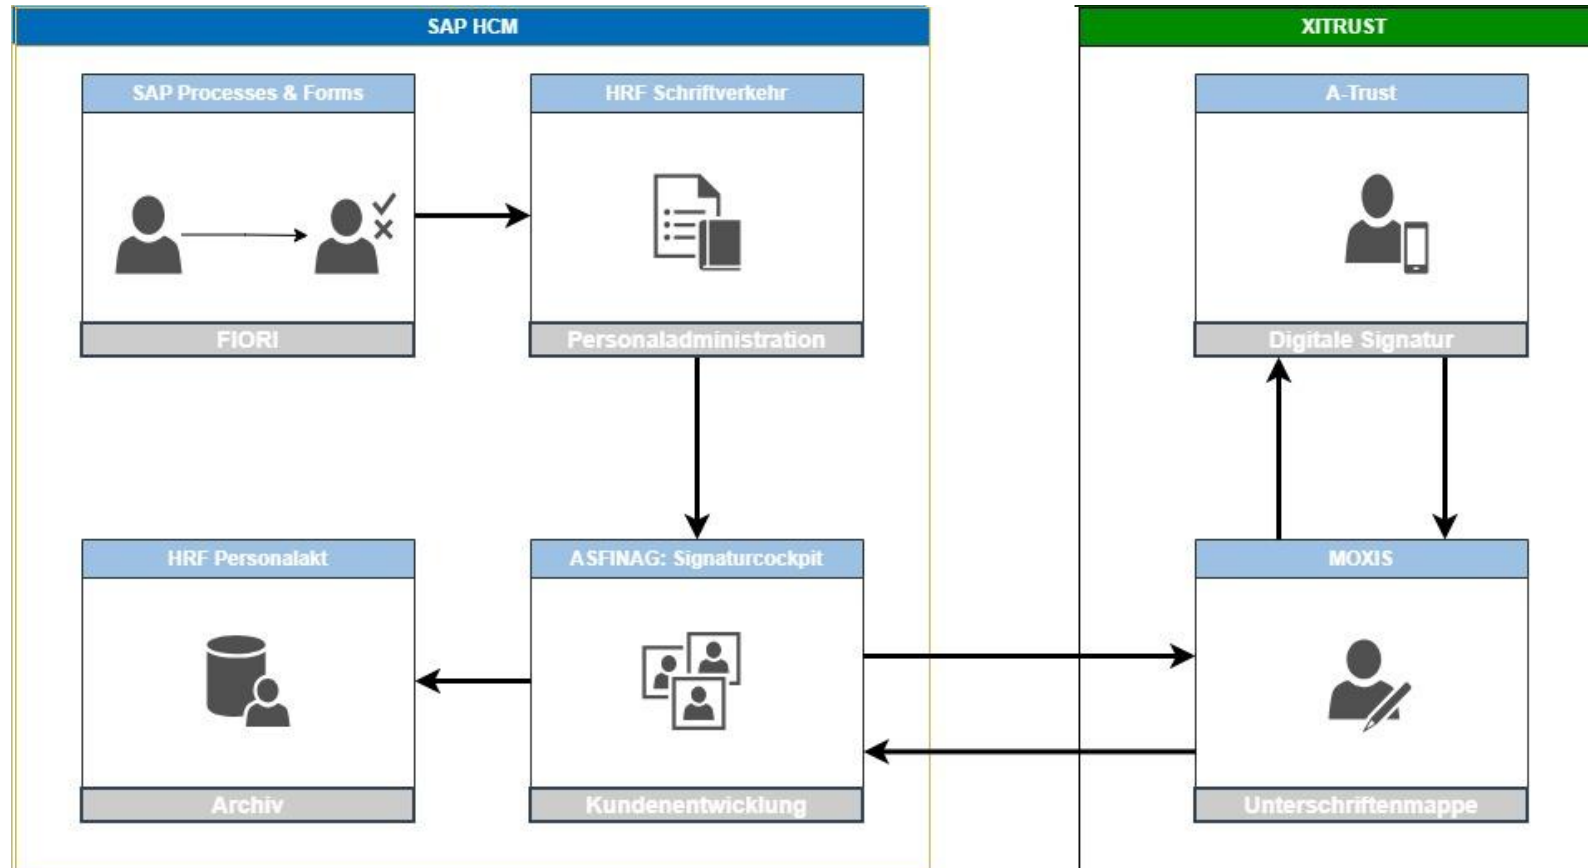 SAP HCM
XITRUST
SAP Processes & Forms
HRF Schriftverkehr
A-Trust
FIORI
Personaladministration
Digitale Signatur
HRF Personalakt
ASFINAG: Signaturcockpit
MOXIS
Archiv
Kundenentwicklung
Unterschriftenmappe